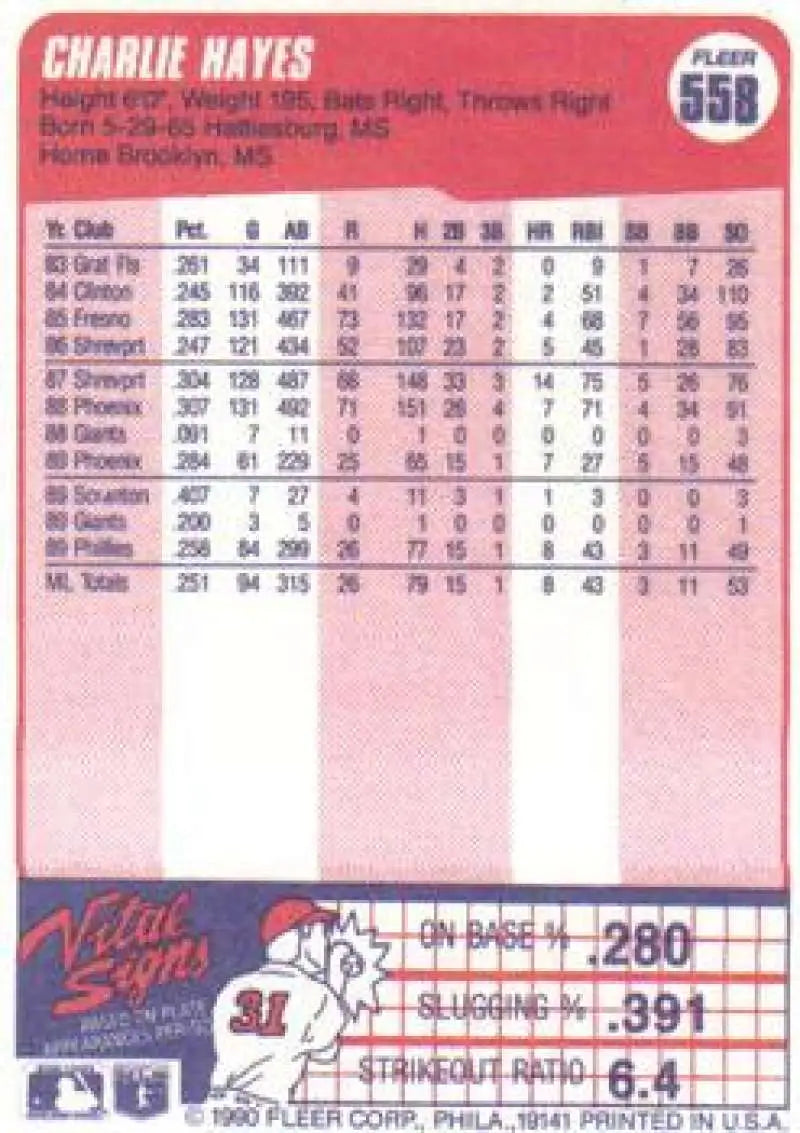 CHARLIE HAYES
FLEER
558
Height 6'0", Weight 195, Bats Right, Throws Right
Born 5-29-65 Hattiesburg, MS
Home Brooklyn, MS
Yr. Club Pct. G AB R H 2B 3B HR RBI SB BB SO
83 Grat Fls .261 34 111 9 29 4 2 0 9 1 7 26
84 Clinton .245 116 392 41 96 17 2 2 51 4 34 110
85 Fresno .283 131 467 73 132 17 2 4 68 7 56 95
86 Shrevprt .247 121 434 52 107 23 2 5 45 1 28 83
87 Shrevprt .304 128 487 66 148 33 3 14 75 5 26 76
88 Phoenix .307 131 492 71 151 26 4 7 71 4 34 91
88 Giants .091 7 11 0 1 0 0 0 0 0 0 3
89 Phoenix .284 61 229 25 65 15 1 7 27 5 15 48
89 Scrunton .407 7 27 4 11 3 1 1 3 0 0 3
89 Giants .200 3 5 0 1 0 0 0 0 0 0 1
89 Phillies .258 84 299 26 77 15 1 8 43 3 11 49
ML Totals .251 94 315 26 79 15 1 8 43 3 11 53
Vital
Signs
BASED ON PLATE
APPEARANCES PER
31
ON BASE % .280
SLUGGING % .391
STRIKEOUT RATIO 6.4
© 1990 FLEER CORP., PHILA., 19141 PRINTED IN U.S.A.